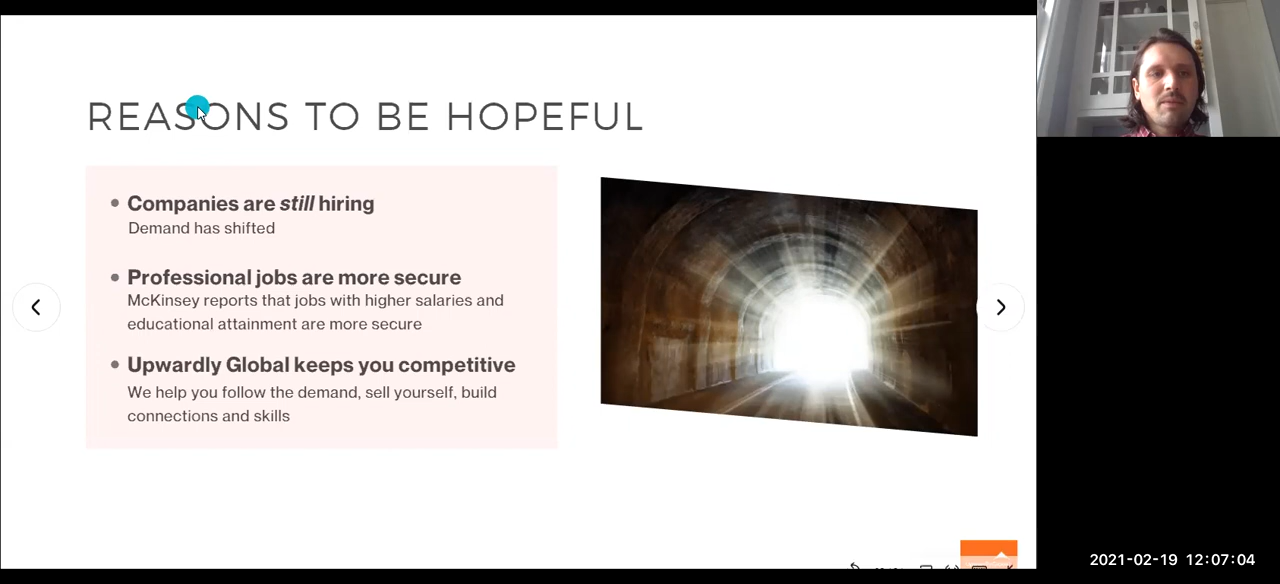 REASONS TO BE HOPEFUL
Companies are still hiring
Demand has shifted
Professional jobs are more secure
McKinsey reports that jobs with higher salaries and
educational attainment are more secure
Upwardly Global keeps you competitive
We help you follow the demand, sell yourself, build
connections and skills
2021-02-19 12:07:04